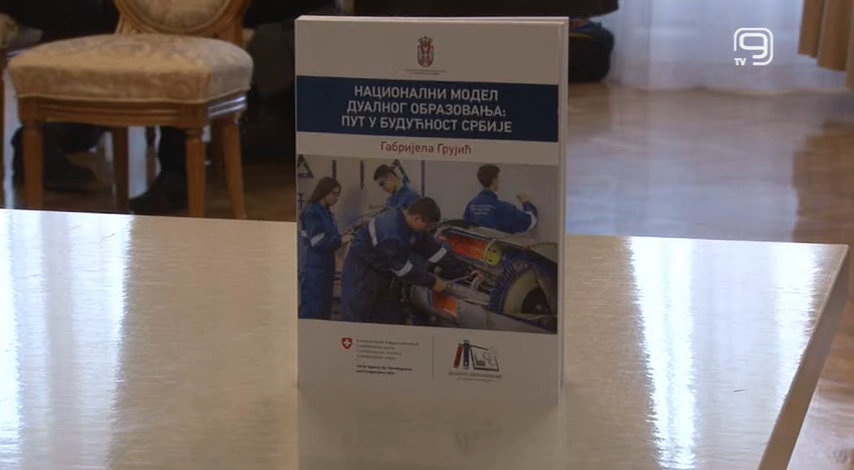 TV 9
НАЦИОНАЛНИ МОДЕЛ
ДУАЛНОГ ОБРАЗОВАЊА:
ПУТ У БУДУЋНОСТ СРБИЈЕ
Габријела Грујић
Swiss Agency for Development
and Cooperation SDC